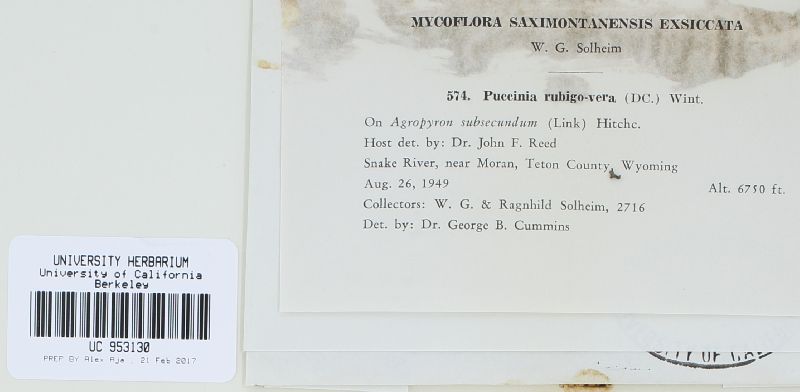 MYCOFLORA SAXIMONTANENSIS EXSICCATA
W. G. Solheim
574. Puccinia rubigo-vera (DC.) Wint.
On Agropyron subsecundum (Link) Hitchc.
Host det. by: Dr. John F. Reed
Snake River, near Moran, Teton County, Wyoming
Aug. 26, 1949
Alt. 6750 ft.
Collectors: W. G. & Ragnhild Solheim, 2716
Det. by: Dr. George B. Cummins
UNIVERSITY HERBARIUM
University of California
Berkeley
UC 953130
PREP BY Alex Aja , 21 Feb 2017
OF